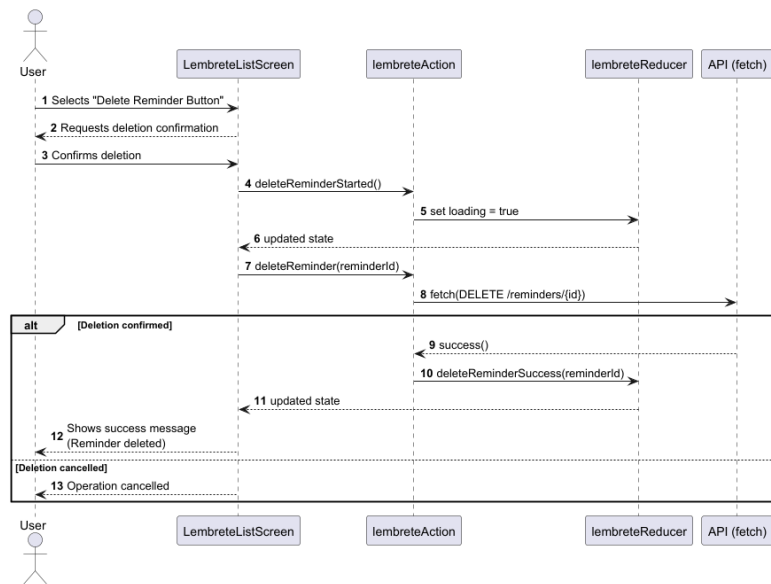 User LembreteListScreen lembreteAction lembreteReducer API (fetch)
1 Selects "Delete Reminder Button"
2 Requests deletion confirmation
3 Confirms deletion
4 deleteReminderStarted()
5 set loading = true
6 updated state
7 deleteReminder(reminderId)
8 fetch(DELETE /reminders/{id})
alt [Deletion confirmed]
9 success()
10 deleteReminderSuccess(reminderId)
11 updated state
12 Shows success message
(Reminder deleted)
[Deletion cancelled]
13 Operation cancelled
User LembreteListScreen lembreteAction lembreteReducer API (fetch)